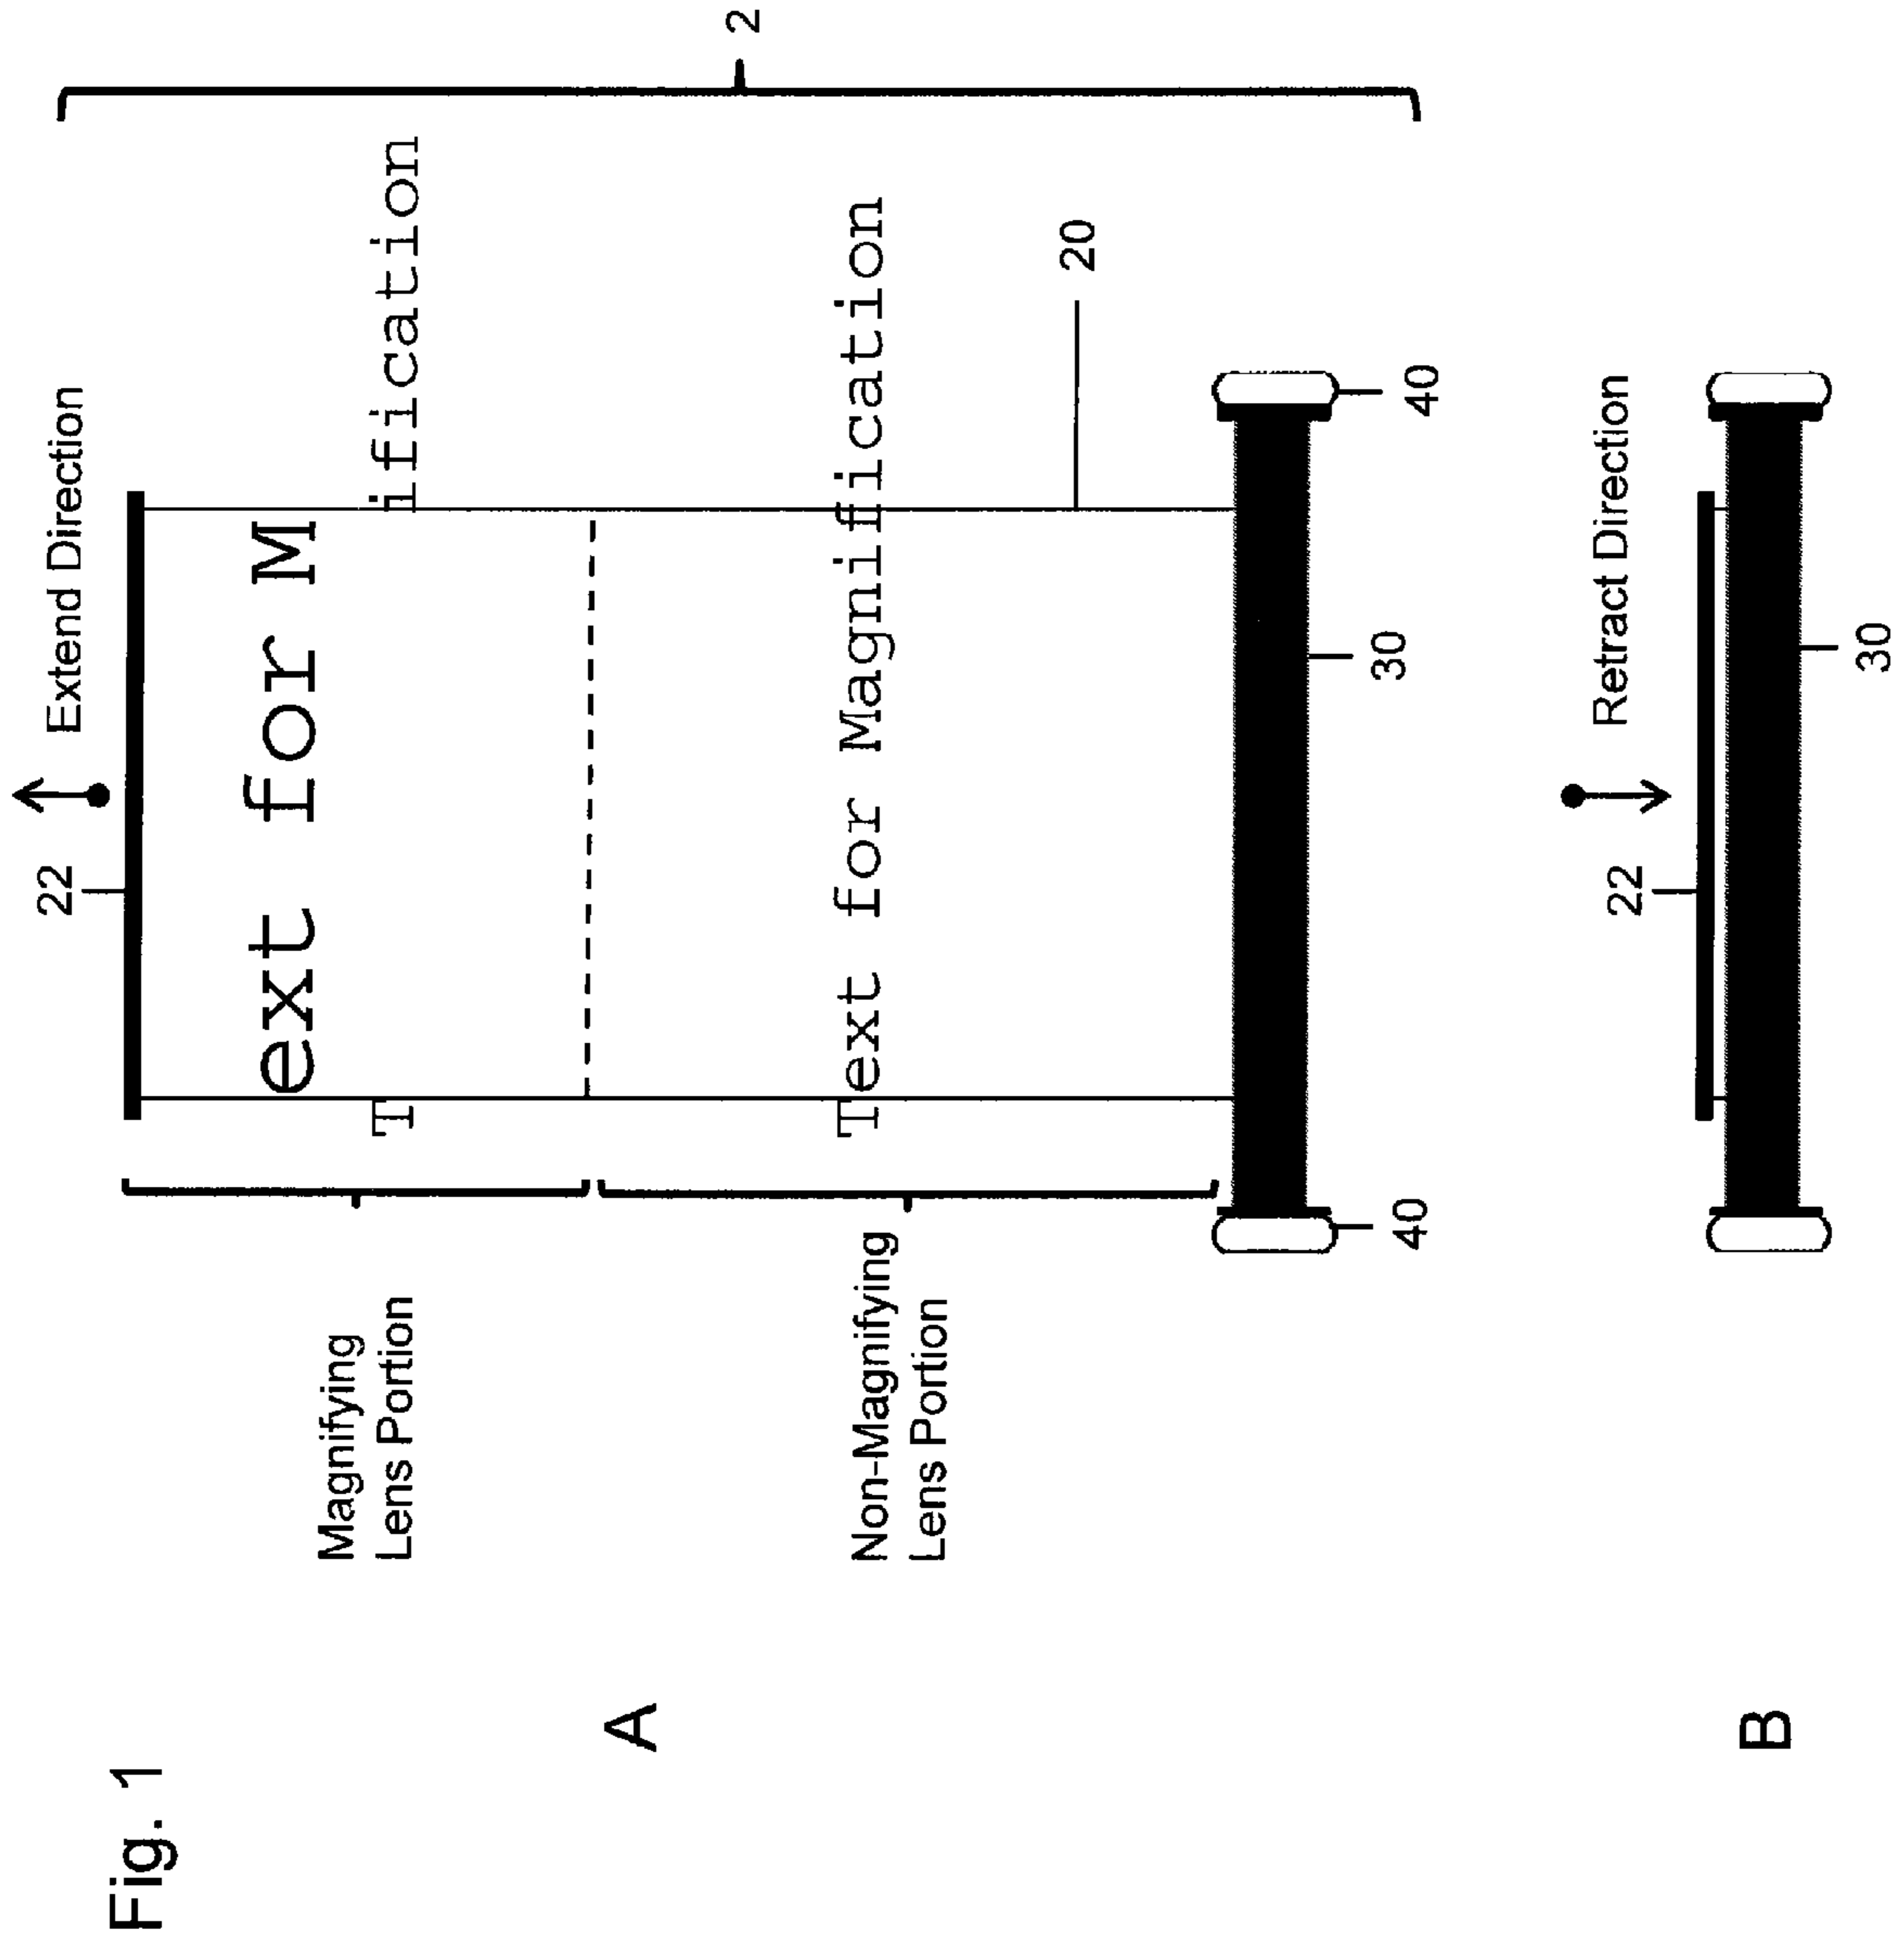 Fig. 1
A
22
Extend Direction
Magnifying
Lens Portion
ext for M
T
ification
2
Non-Magnifying
Lens Portion
Text for Magnification
20
40
30
40
B
22
Retract Direction
30